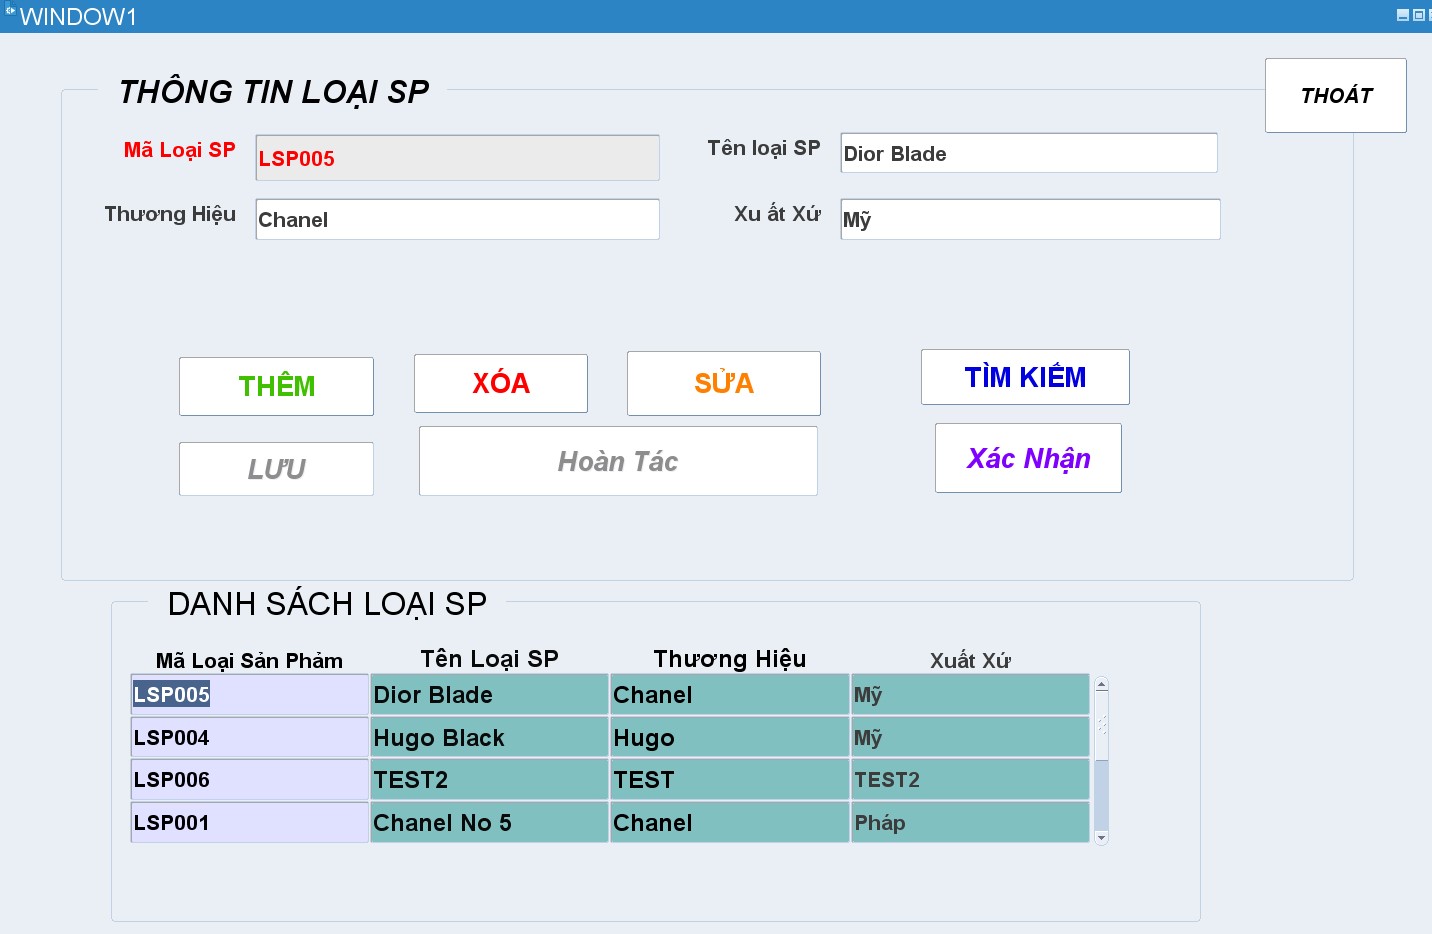 WINDOW1
THÔNG TIN LOẠI SP
THOÁT
Mã Loại SP LSP005 Tên loại SP Dior Blade
Thương Hiệu Chanel Xu ất Xứ Mỹ
THÊM XÓA SỬA TÌM KIẾM
LƯU Hoàn Tác Xác Nhận
DANH SÁCH LOẠI SP
Mã Loại Sản Phẩm Tên Loại SP Thương Hiệu Xuất Xứ
LSP005 Dior Blade Chanel Mỹ
LSP004 Hugo Black Hugo Mỹ
LSP006 TEST2 TEST TEST2
LSP001 Chanel No 5 Chanel Pháp